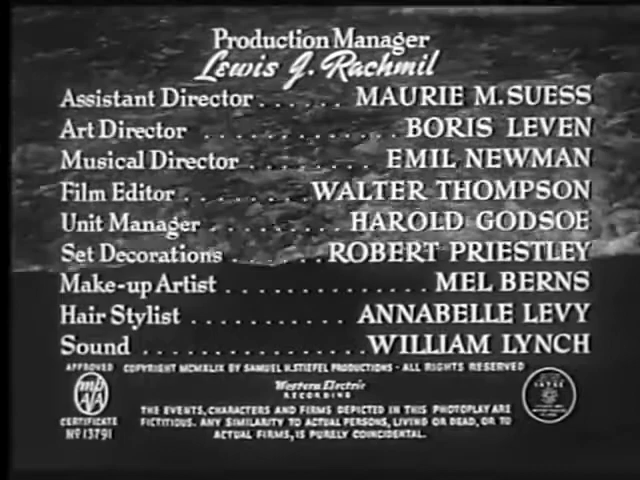 Production Manager
Lewis J. Rachmil
Assistant Director ...... MAURIE M. SUESS
Art Director ............. BORIS LEVEN
Musical Director ......... EMIL NEWMAN
Film Editor ......... WALTER THOMPSON
Unit Manager ......... HAROLD GODSOE
Set Decorations ...... ROBERT PRIESTLEY
Make-up Artist .............. MEL BERNS
Hair Stylist .......... ANNABELLE LEVY
Sound ................ WILLIAM LYNCH
APPROVED COPYRIGHT MCMXLIX BY SAMUEL H. STIEFEL PRODUCTIONS - ALL RIGHTS RESERVED
MPAA
Western Electric
RECORDING
CERTIFICATE
No 13791
THE EVENTS, CHARACTERS AND FIRMS DEPICTED IN THIS PHOTOPLAY ARE
FICTITIOUS. ANY SIMILARITY TO ACTUAL PERSONS, LIVING OR DEAD, OR TO
ACTUAL FIRMS, IS PURELY COINCIDENTAL.
IATSE